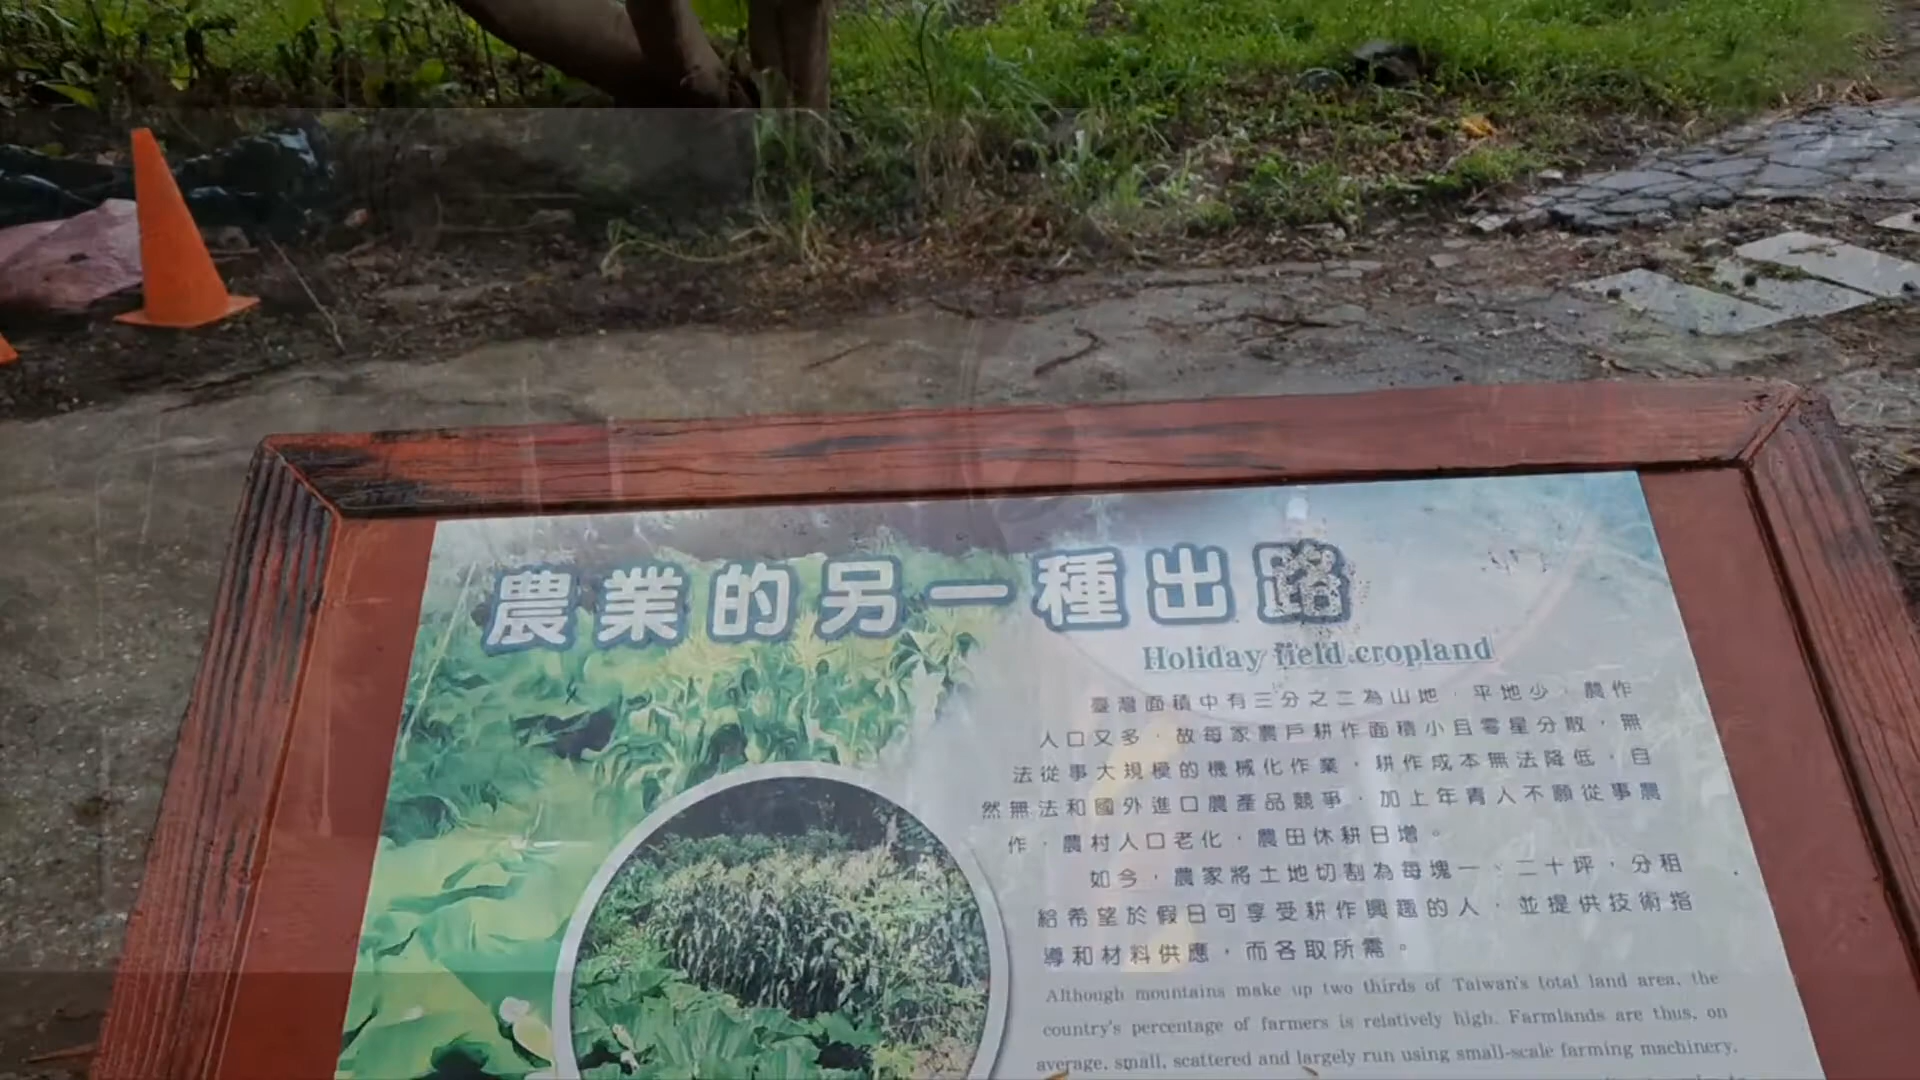 農業的另一種出路
Holiday field cropland
臺灣面積中有三分之二為山地，平地少，農作
人口又多，故每家農戶耕作面積小且零星分散，無
法從事大規模的機械化作業，耕作成本無法降低，自
然無法和國外進口農產品競爭，加上年青人不願從事農
作，農村人口老化，農田休耕日增。
如今，農家將土地切割為每塊一、二十坪，分租
給希望於假日可享受耕作興趣的人，並提供技術指
導和材料供應，而各取所需。
Although mountains make up two thirds of Taiwan's total land area, the
country's percentage of farmers is relatively high. Farmlands are thus, on
average, small, scattered and largely run using small-scale farming machinery,